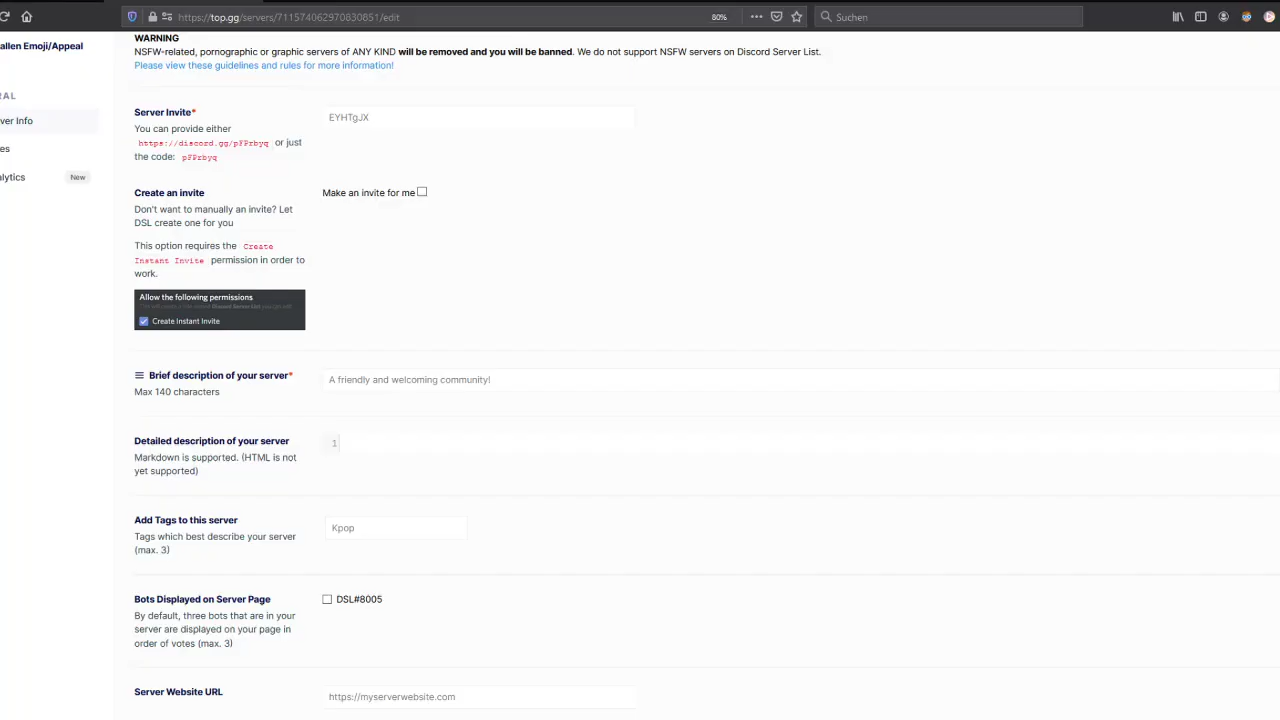 https://top.gg/servers/711574062970830851/edit
80%
Suchen
allen Emoji/Appeal
RAL
ver Info
es
lytics
New
WARNING
NSFW-related, pornographic or graphic servers of ANY KIND will be removed and you will be banned. We do not support NSFW servers on Discord Server List.
Please view these guidelines and rules for more information!
Server Invite*
EYHTgJX
You can provide either
https://discord.gg/pFPrbyq or just
the code: pFPrbyq
Create an invite
Make an invite for me
Don't want to manually an invite? Let
DSL create one for you
This option requires the Create
Instant Invite permission in order to
work.
Allow the following permissions
Create Instant Invite
Brief description of your server*
A friendly and welcoming community!
Max 140 characters
Detailed description of your server
1
Markdown is supported. (HTML is not
yet supported)
Add Tags to this server
Kpop
Tags which best describe your server
(max. 3)
Bots Displayed on Server Page
DSL#8005
By default, three bots that are in your
server are displayed on your page in
order of votes (max. 3)
Server Website URL
https://myserverwebsite.com